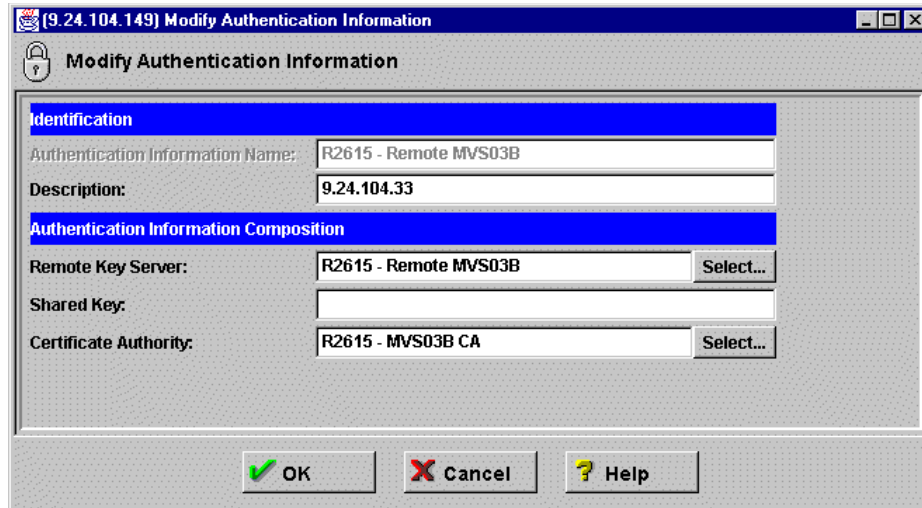 (9.24.104.149) Modify Authentication Information
Modify Authentication Information
Identification
Authentication Information Name: R2615 - Remote MVS03B
Description: 9.24.104.33
Authentication Information Composition
Remote Key Server: R2615 - Remote MVS03B Select...
Shared Key:
Certificate Authority: R2615 - MVS03B CA Select...
OK Cancel Help